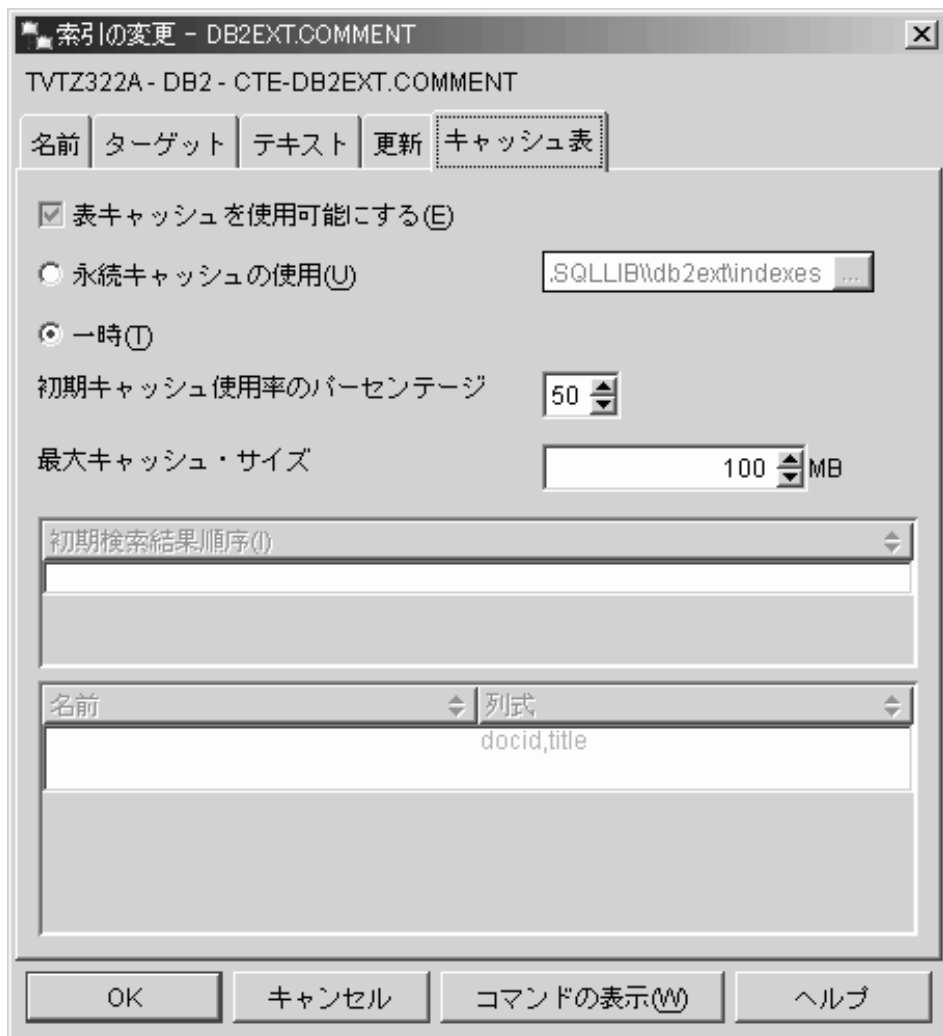 索引の変更 - DB2EXT.COMMENT
TVTZ322A - DB2 - CTE-DB2EXT.COMMENT
名前 ターゲット テキスト 更新 キャッシュ表
表キャッシュを使用可能にする(E)
永続キャッシュの使用(U) .SQLLIB\\db2ext\indexes ...
一時(T)
初期キャッシュ使用率のパーセンテージ 50
最大キャッシュ・サイズ 100 MB
初期検索結果順序(I)
名前 列式
docid,title
OK キャンセル コマンドの表示(W) ヘルプ